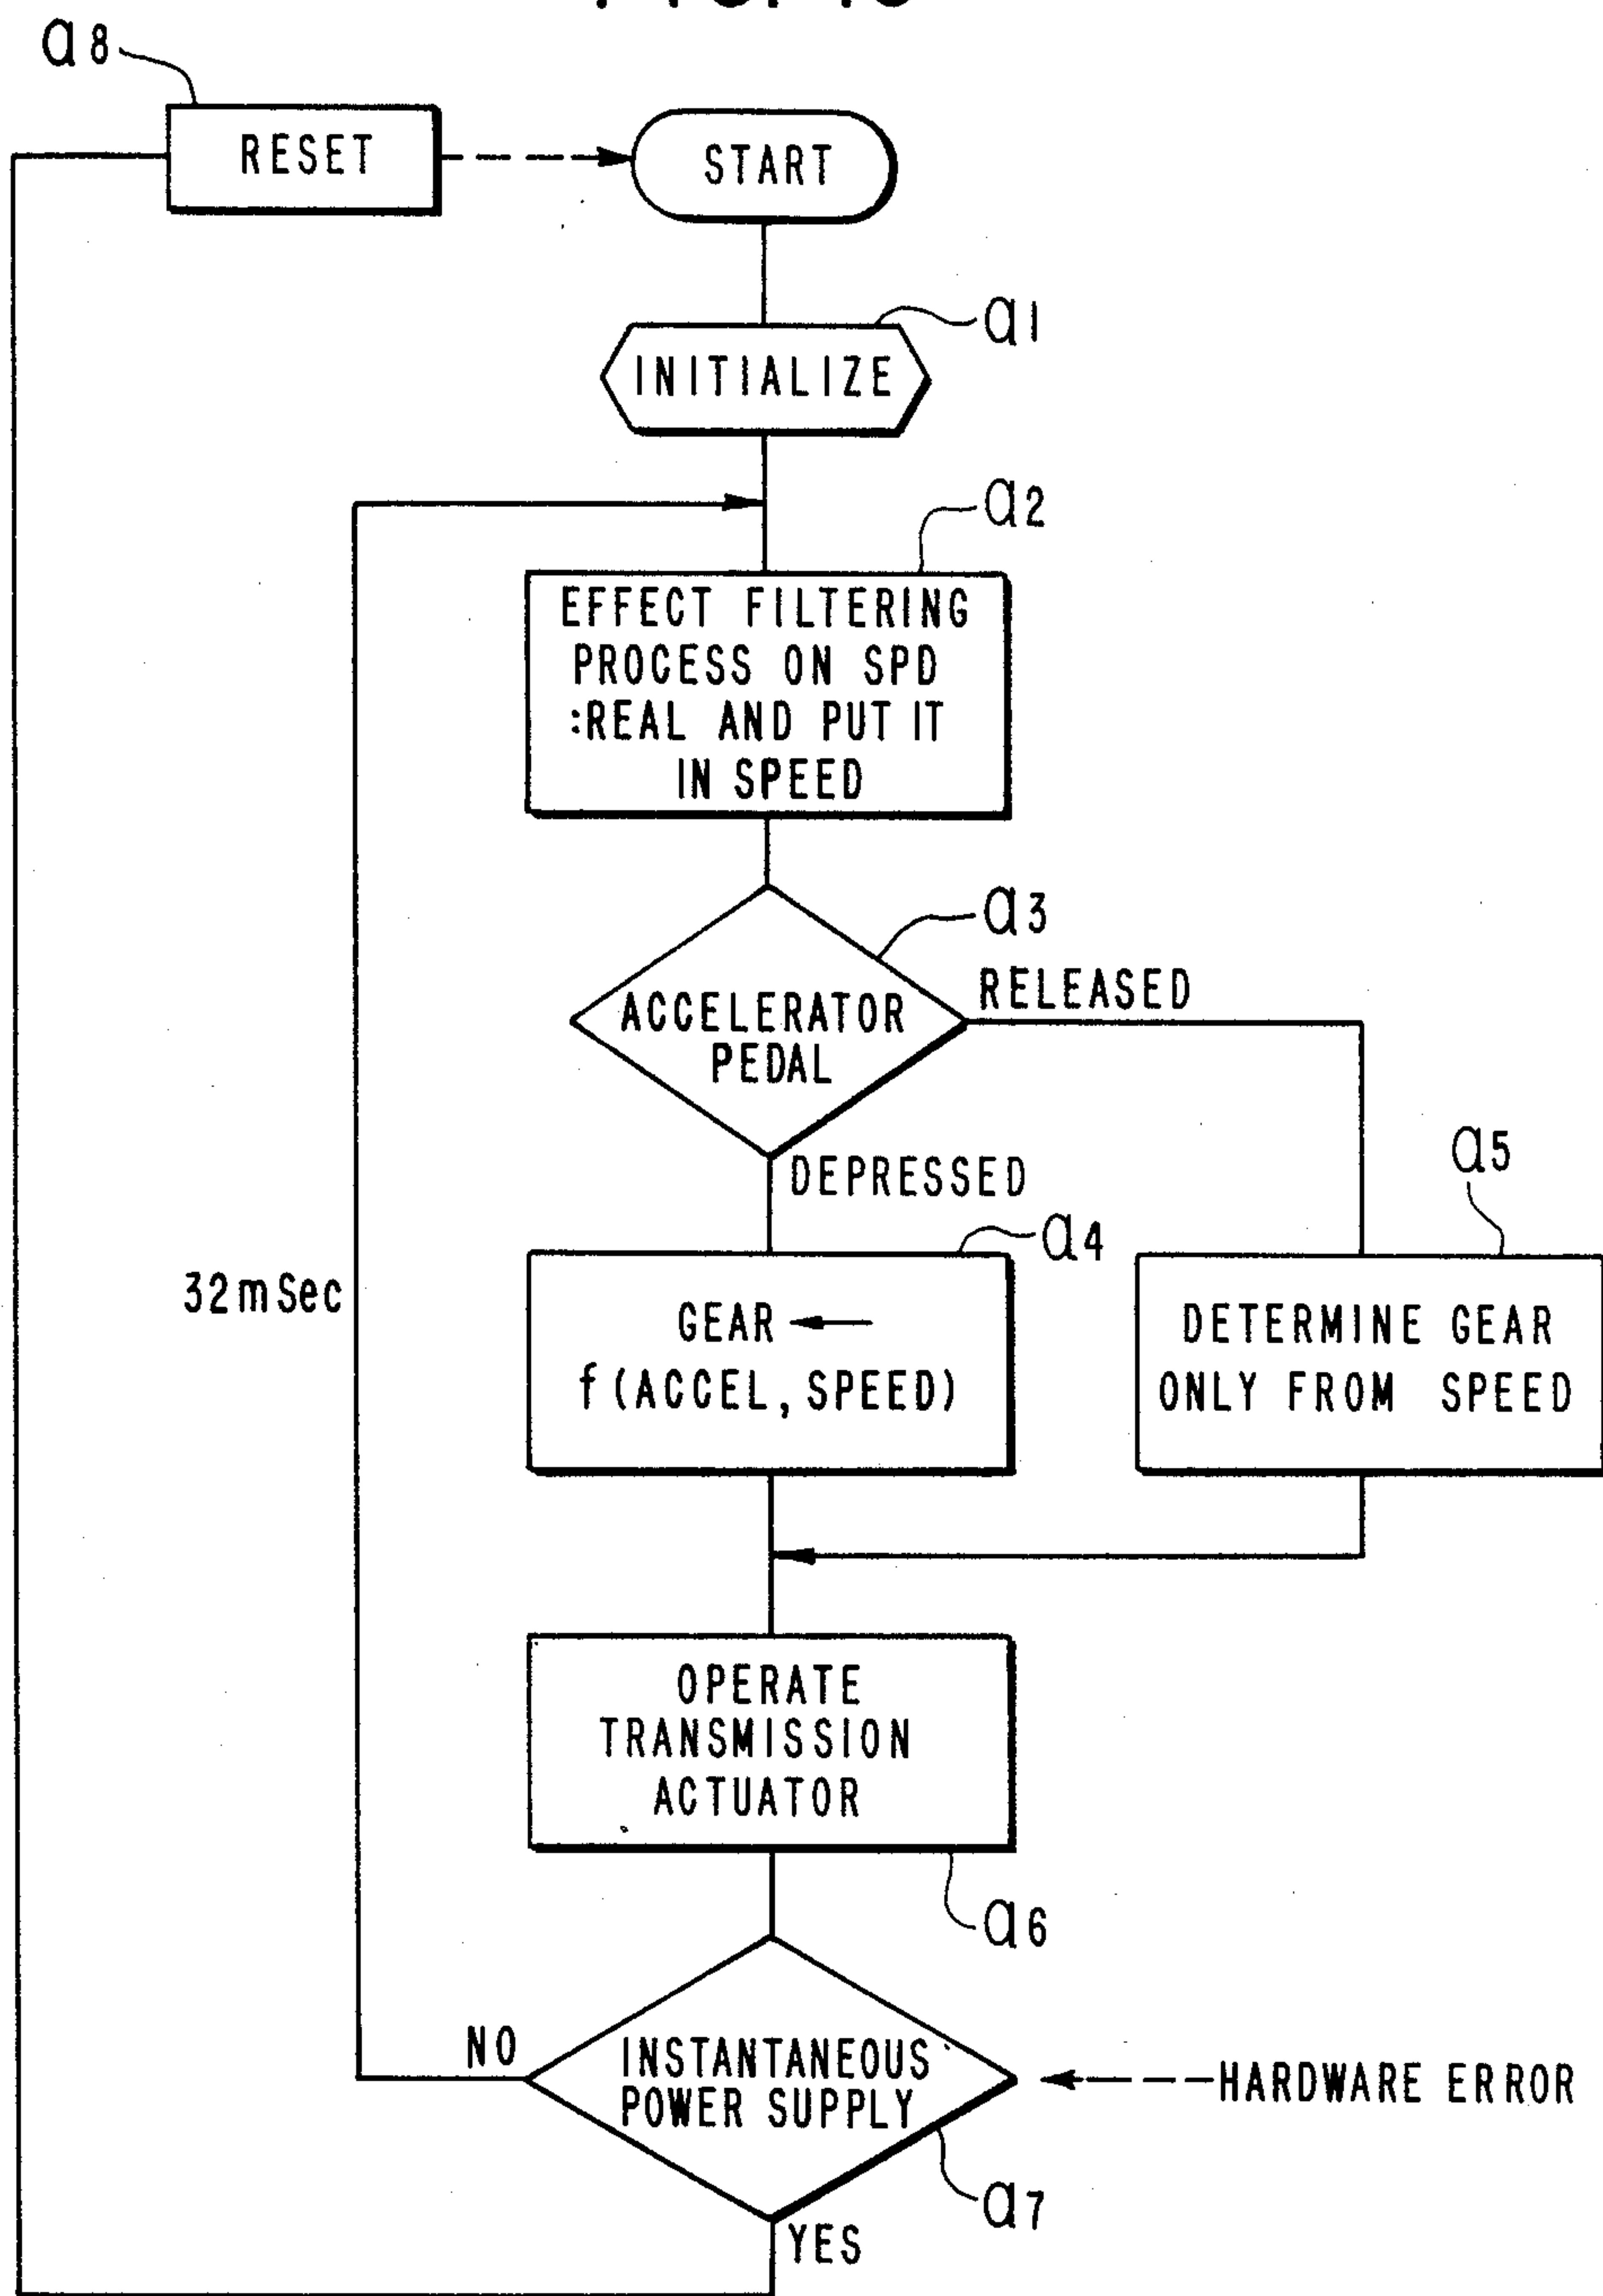 a8
RESET
START
a1
INITIALIZE
a2
EFFECT FILTERING
PROCESS ON SPD
:REAL AND PUT IT
IN SPEED
a3
RELEASED
ACCELERATOR
PEDAL
DEPRESSED
a5
a4
32mSec
GEAR ←
f (ACCEL, SPEED)
DETERMINE GEAR
ONLY FROM SPEED
OPERATE
TRANSMISSION
ACTUATOR
a6
NO
INSTANTANEOUS
POWER SUPPLY
HARDWARE ERROR
a7
YES